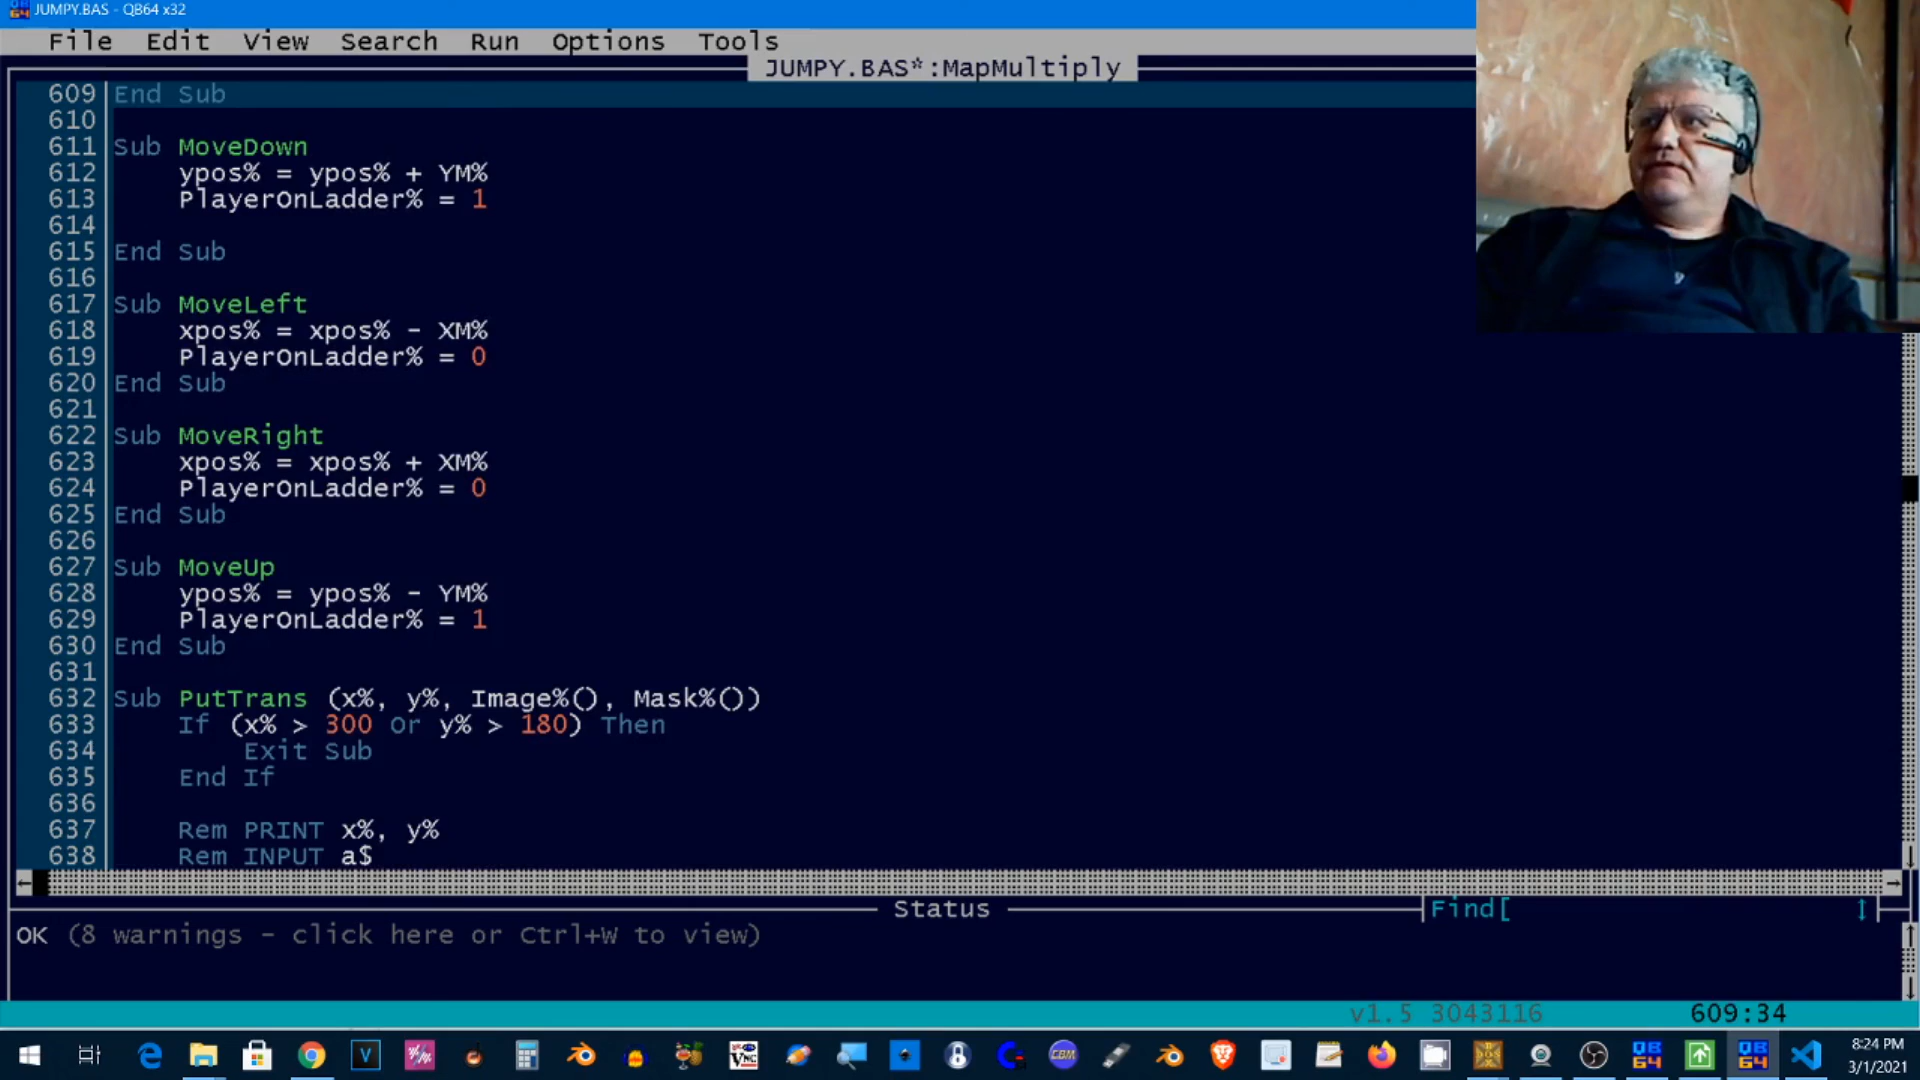 JUMPY.BAS - QB64 x32
File Edit View Search Run Options Tools
JUMPY.BAS*:MapMultiply
609 End Sub
610
611 Sub MoveDown
612 ypos% = ypos% + YM%
613 PlayerOnLadder% = 1
614
615 End Sub
616
617 Sub MoveLeft
618 xpos% = xpos% - XM%
619 PlayerOnLadder% = 0
620 End Sub
621
622 Sub MoveRight
623 xpos% = xpos% + XM%
624 PlayerOnLadder% = 0
625 End Sub
626
627 Sub MoveUp
628 ypos% = ypos% - YM%
629 PlayerOnLadder% = 1
630 End Sub
631
632 Sub PutTrans (x%, y%, Image%(), Mask%())
633 If (x% > 300 Or y% > 180) Then
634 Exit Sub
635 End If
636
637 Rem PRINT x%, y%
638 Rem INPUT a$
Status Find[
OK (8 warnings - click here or Ctrl+W to view)
v1.5 3043116 609:34
8:24 PM
3/1/2021